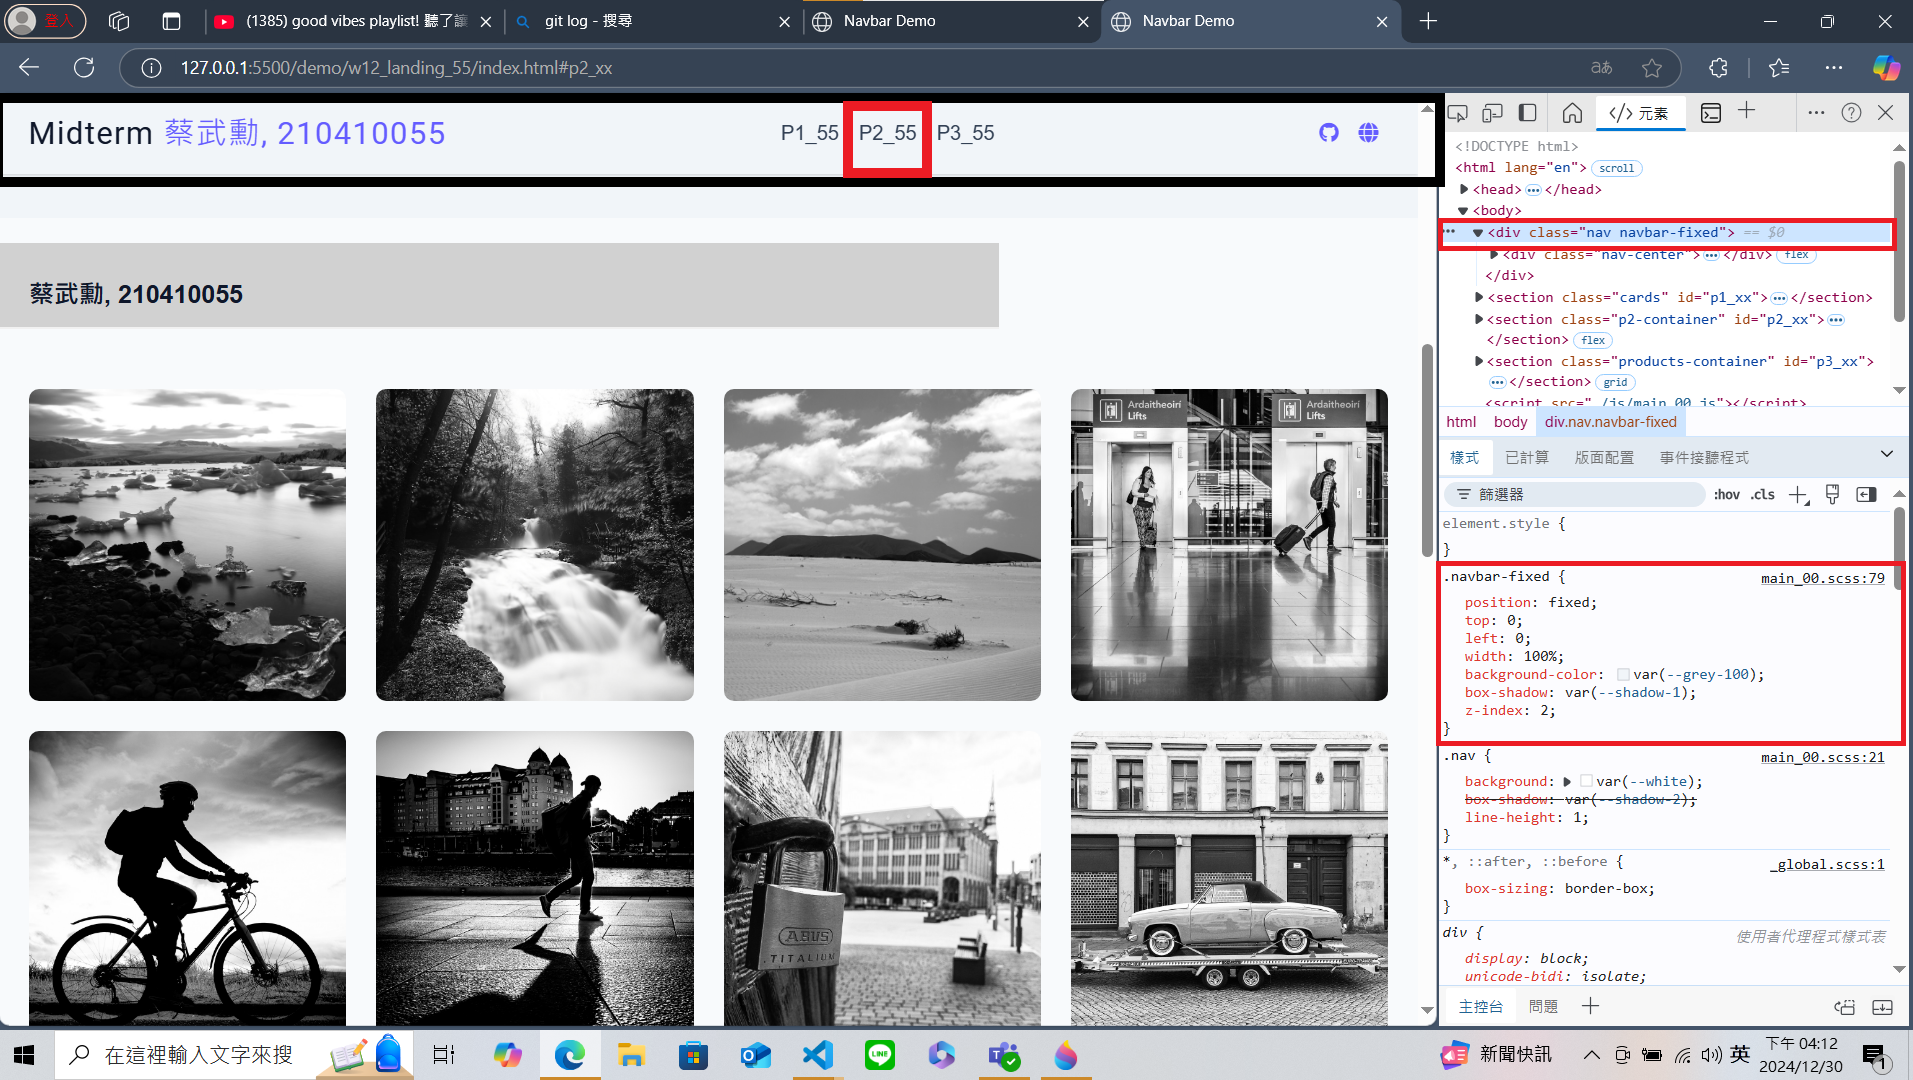 登入
(1385) good vibes playlist! 聽了讓
git log - 搜尋
Navbar Demo
Navbar Demo
127.0.0.1:5500/demo/w12_landing_55/index.html#p2_xx
Midterm 蔡武勳, 210410055
P1_55
P2_55
P3_55
蔡武勳, 210410055
Ardaitheoirí
Lifts
Ardaitheoirí
Lifts
ABUS
TITALIUM
元素
<!DOCTYPE html>
<html lang="en">
scroll
<head>
</head>
<body>
<div class="nav navbar-fixed"> == $0
<div class="nav-center">
</div>
flex
</div>
<section class="cards" id="p1_xx">
</section>
<section class="p2-container" id="p2_xx">
</section>
flex
<section class="products-container" id="p3_xx">
</section>
grid
<script src="./js/main_00.js"></script>
html
body
div.nav.navbar-fixed
樣式
已計算
版面配置
事件接聽程式
篩選器
:hov
.cls
element.style {
}
.navbar-fixed {
main_00.scss:79
position: fixed;
top: 0;
left: 0;
width: 100%;
background-color: var(--grey-100);
box-shadow: var(--shadow-1);
z-index: 2;
}
.nav {
main_00.scss:21
background: var(--white);
box-shadow: var(--shadow-2);
line-height: 1;
}
*, ::after, ::before {
_global.scss:1
box-sizing: border-box;
}
div {
使用者代理程式樣式表
display: block;
unicode-bidi: isolate;
主控台
問題
在這裡輸入文字來搜
新聞快訊
英
下午 04:12
2024/12/30
1